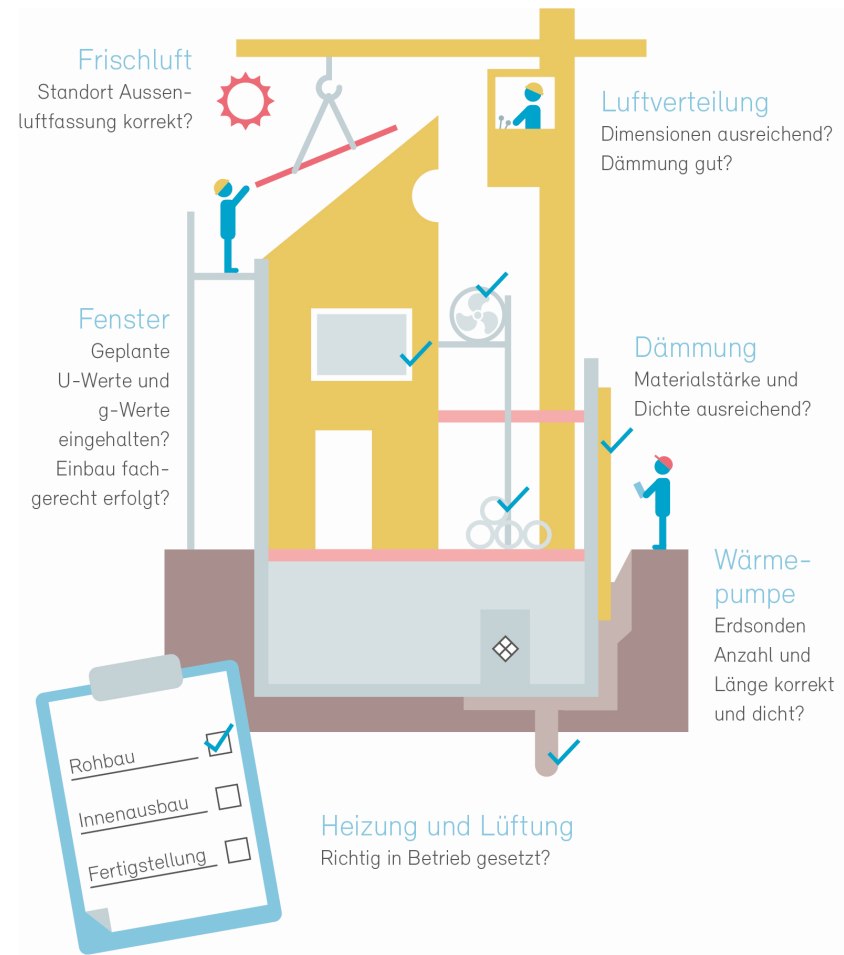 Frischluft
Standort Aussen-
luftfassung korrekt?
Luftverteilung
Dimensionen ausreichend?
Dämmung gut?
Fenster
Geplante
U-Werte und
g-Werte
eingehalten?
Einbau fach-
gerecht erfolgt?
Dämmung
Materialstärke und
Dichte ausreichend?
Wärme-
pumpe
Erdsonden
Anzahl und
Länge korrekt
und dicht?
Rohbau
Innenausbau
Fertigstellung
Heizung und Lüftung
Richtig in Betrieb gesetzt?